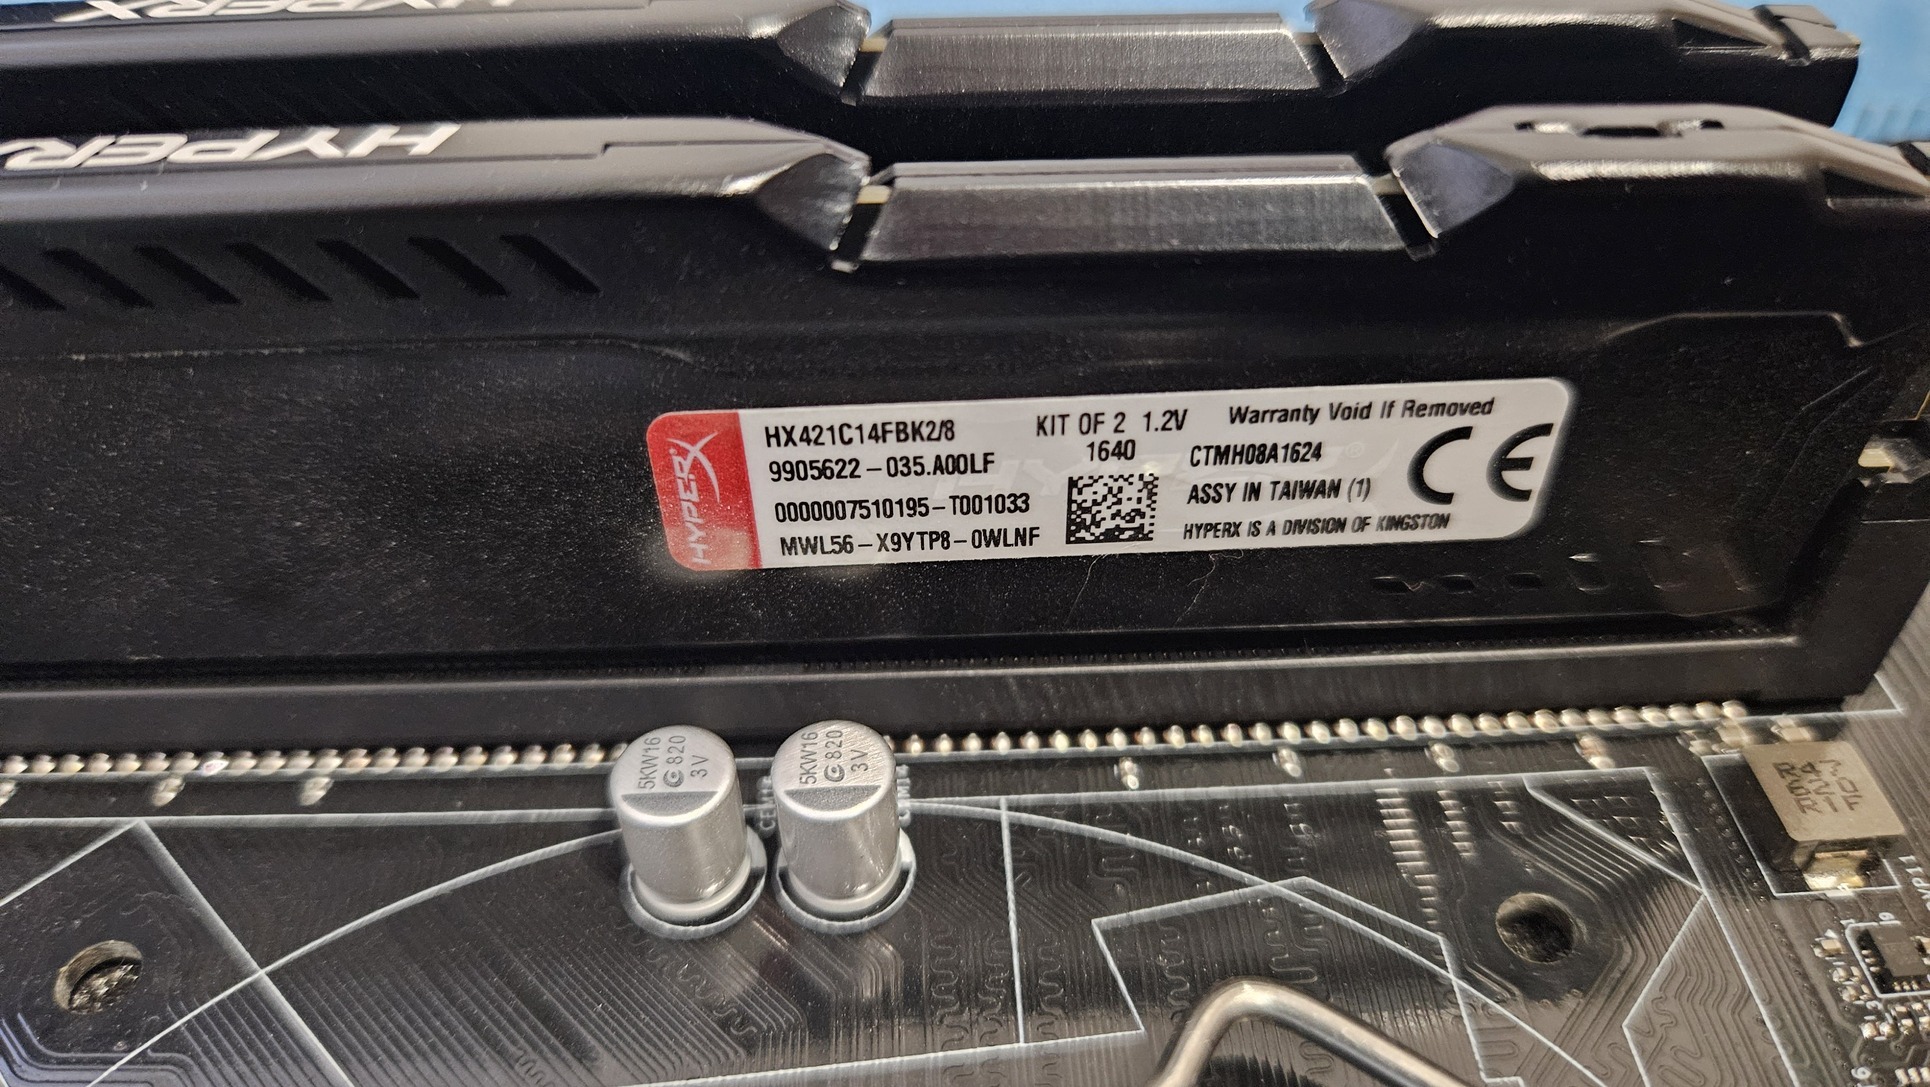 HYPERX
HYPERX
HYPERX
HX421C14FBK2/8
KIT OF 2 1.2V
Warranty Void If Removed
9905622-035.A00LF
1640
CTMH08A1624
0000007510195-T001033
ASSY IN TAIWAN (1)
MWL56-X9YTP8-0WLNF
HYPERX IS A DIVISION OF KINGSTON
CE
5KW16
820
3V
5KW16
820
3V